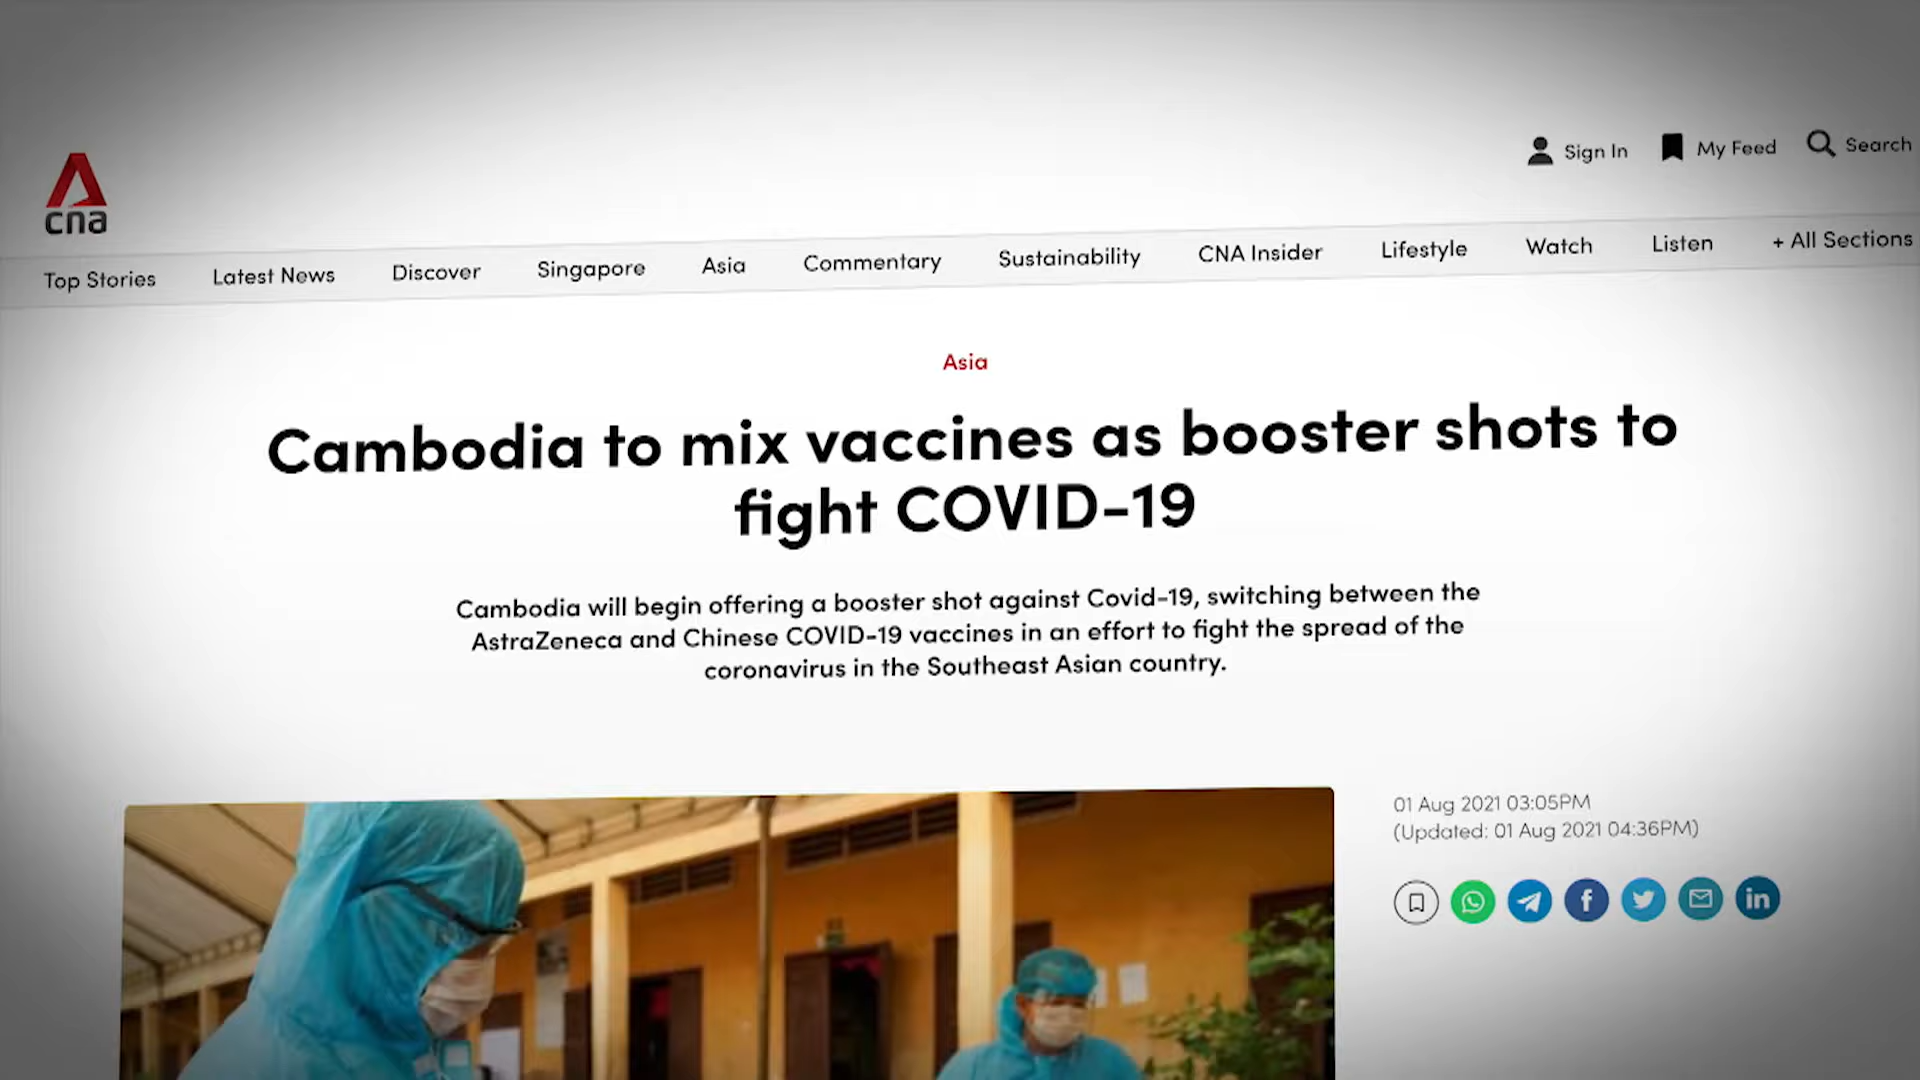 Sign In
My Feed
Search
cna
Top Stories
Latest News
Discover
Singapore
Asia
Commentary
Sustainability
CNA Insider
Lifestyle
Watch
Listen
+ All Sections
Asia
Cambodia to mix vaccines as booster shots to
fight COVID-19
Cambodia will begin offering a booster shot against Covid-19, switching between the
AstraZeneca and Chinese COVID-19 vaccines in an effort to fight the spread of the
coronavirus in the Southeast Asian country.
01 Aug 2021 03:05PM
(Updated: 01 Aug 2021 04:36PM)